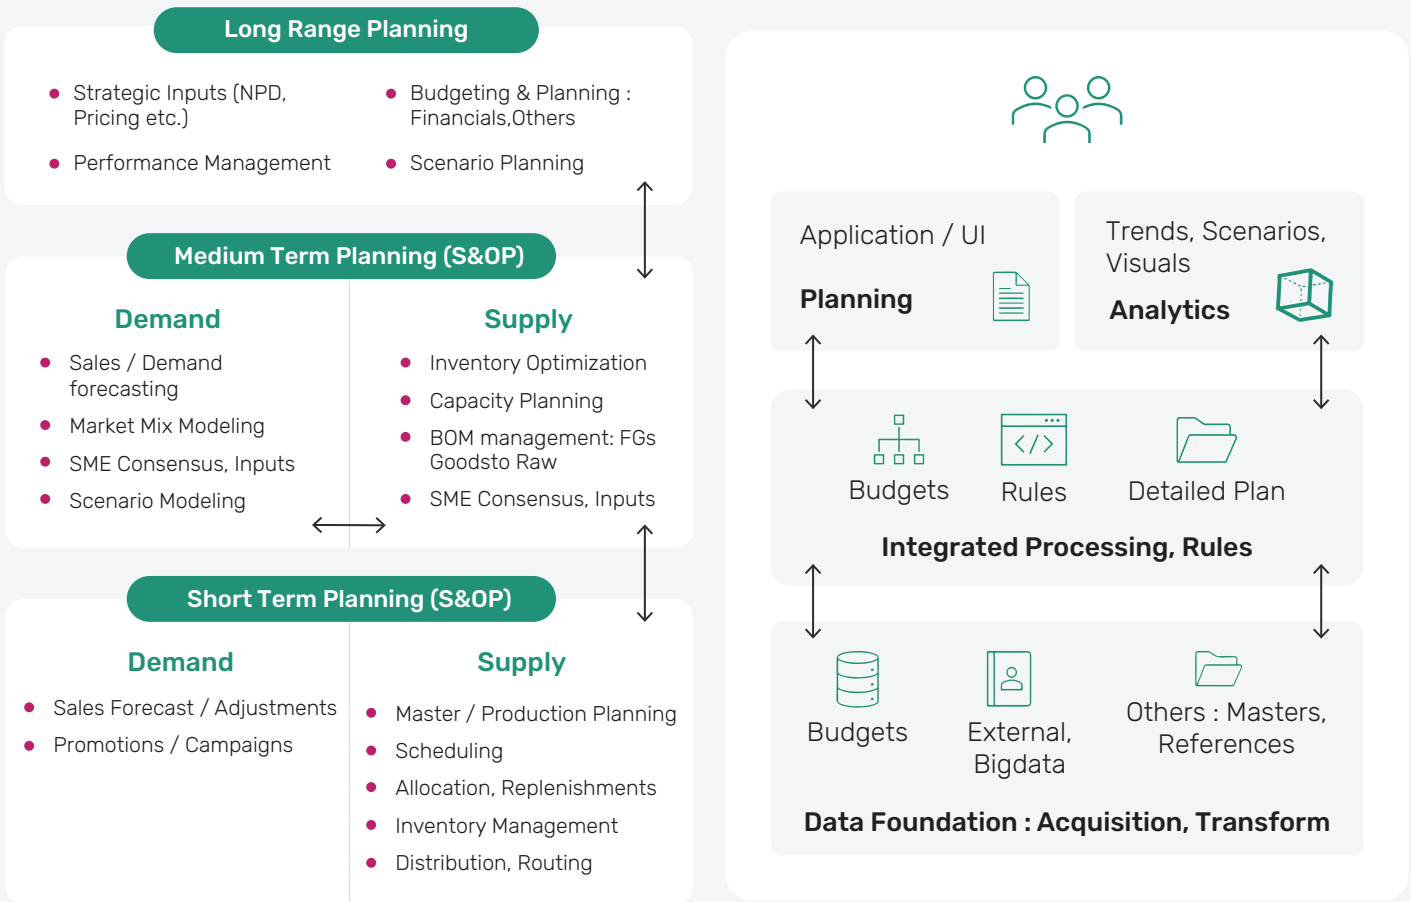 Long Range Planning
Strategic Inputs (NPD,
Pricing etc.)
Performance Management
Budgeting & Planning :
Financials,Others
Scenario Planning
Medium Term Planning (S&OP)
Demand
Sales / Demand
forecasting
Market Mix Modeling
SME Consensus, Inputs
Scenario Modeling
Supply
Inventory Optimization
Capacity Planning
BOM management: FGs
Goodsto Raw
SME Consensus, Inputs
Short Term Planning (S&OP)
Demand
Sales Forecast / Adjustments
Promotions / Campaigns
Supply
Master / Production Planning
Scheduling
Allocation, Replenishments
Inventory Management
Distribution, Routing
Application / UI
Planning
Trends, Scenarios,
Visuals
Analytics
Budgets
Rules
Detailed Plan
Integrated Processing, Rules
Budgets
External,
Bigdata
Others : Masters,
References
Data Foundation : Acquisition, Transform